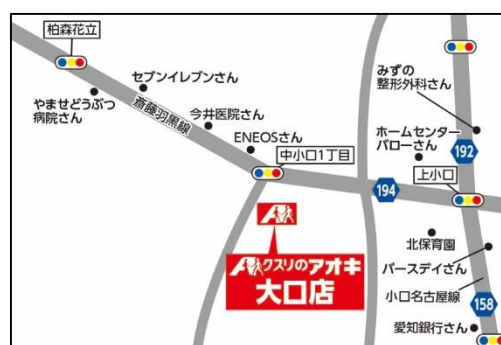 柏森花立
セブンイレブンさん
やませどうぶつ
病院さん
斎藤羽黒線
今井医院さん
ENEOSさん
中小口1丁目
みずの
整形外科さん
ホームセンター
バローさん
192
194
上小口
クスリのアオキ
大口店
北保育園
バースデイさん
小口名古屋線
158
愛知銀行さん